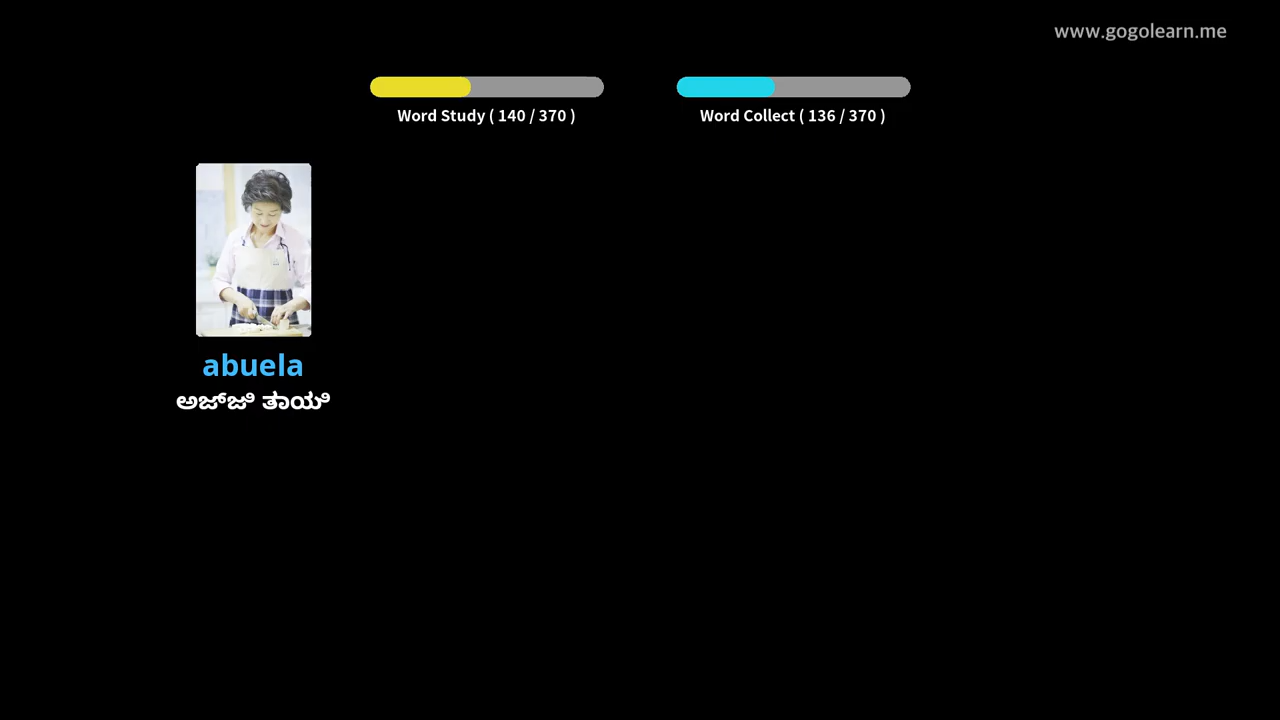 www.gogolearn.me
Word Study ( 140 / 370 )
Word Collect ( 136 / 370 )
abuela
ಅಜ್ಜಿ ತಾಯಿ